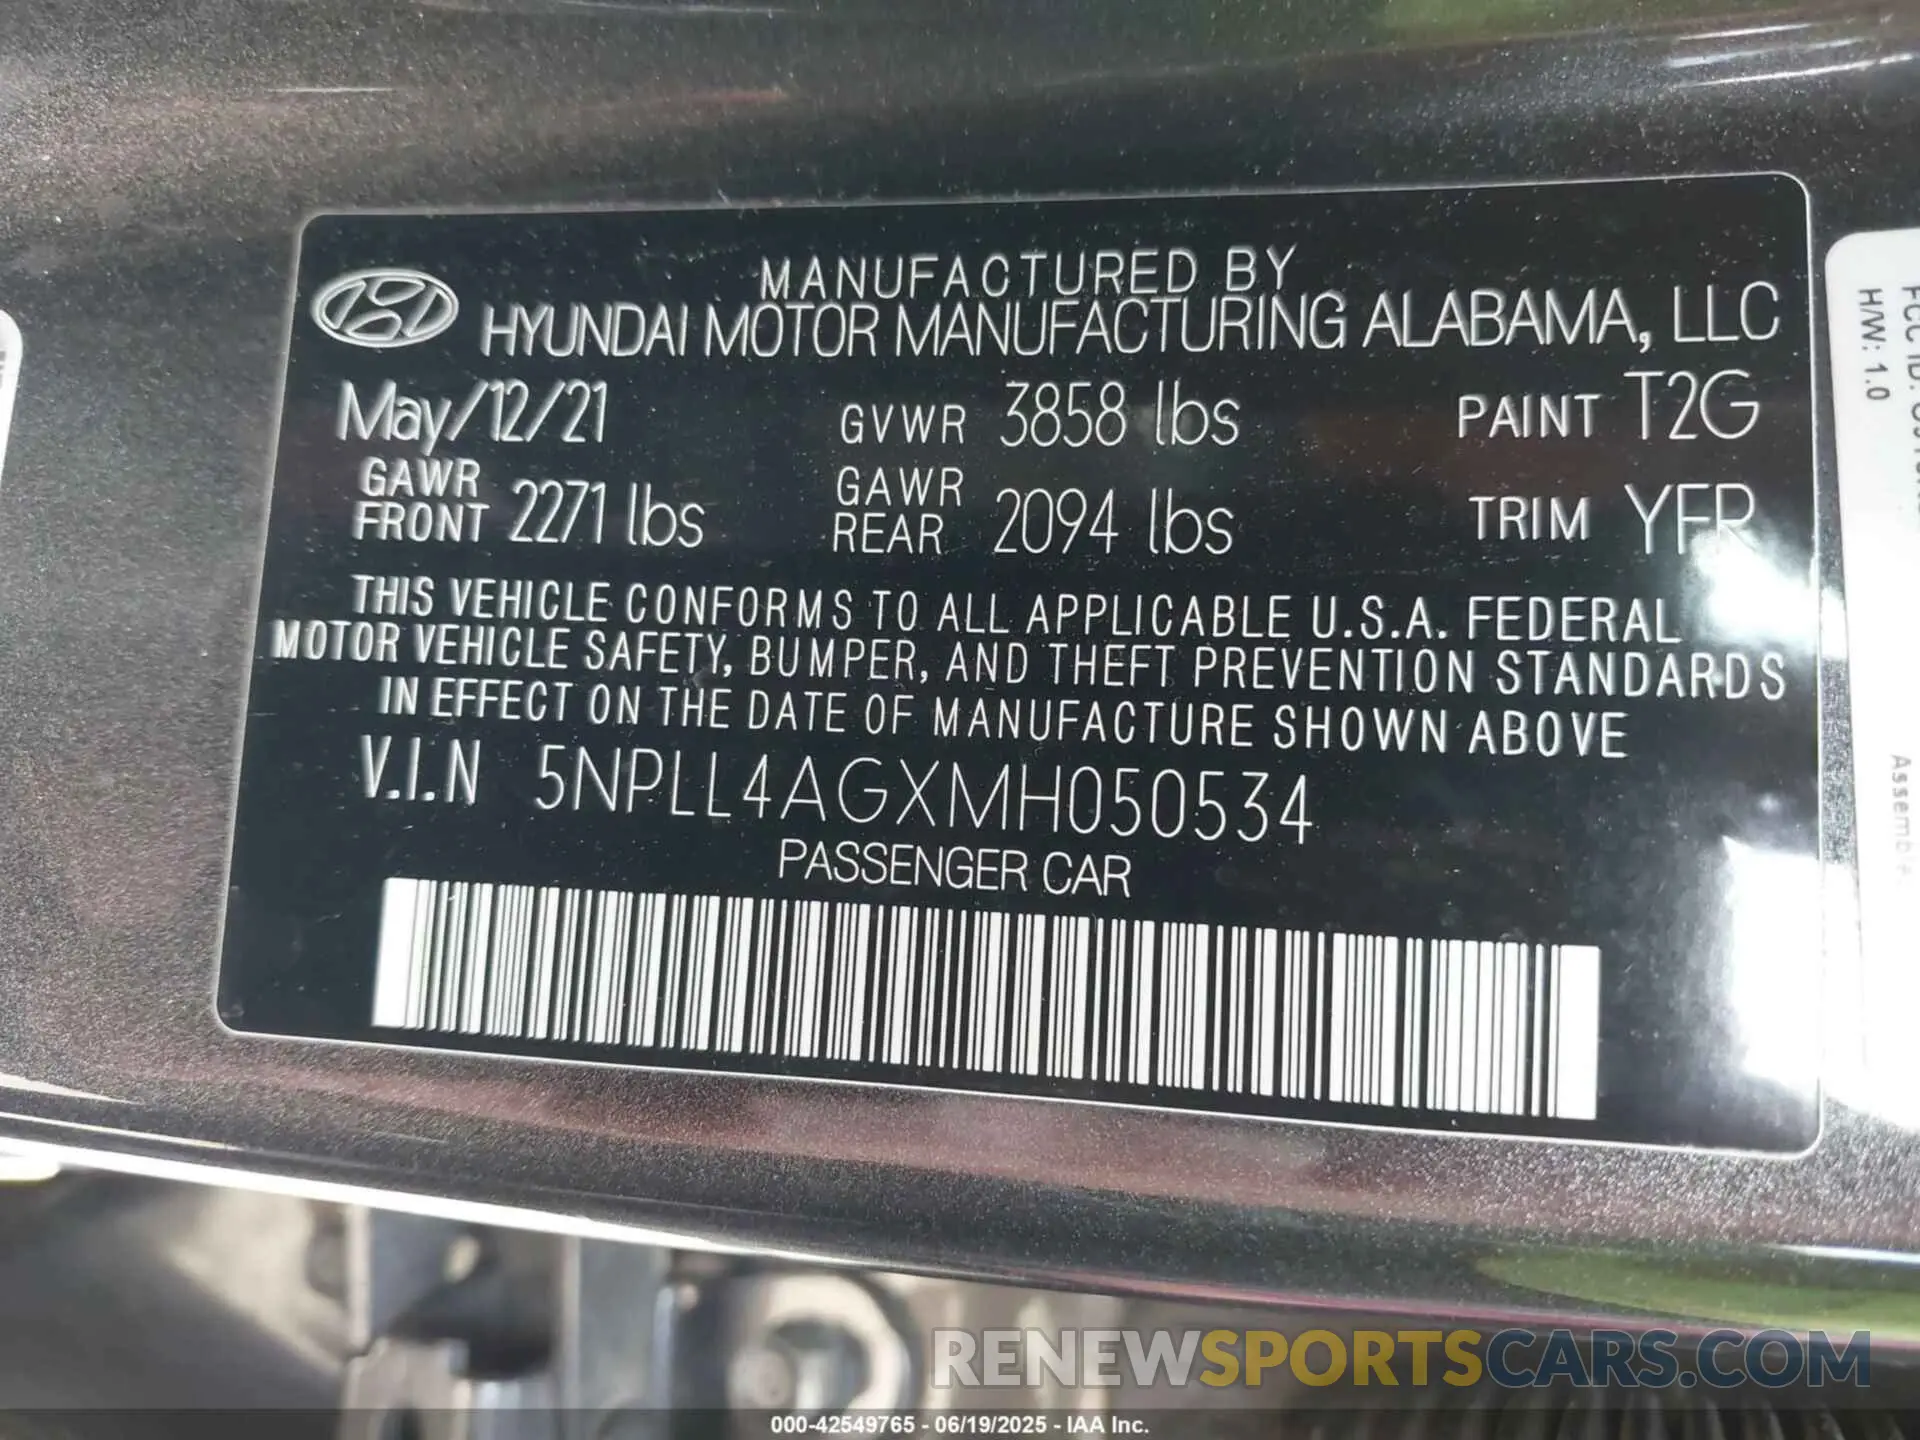 MANUFACTURED BY
HYUNDAI MOTOR MANUFACTURING ALABAMA, LLC
May/12/21 GVWR 3858 lbs PAINT T2G
GAWR FRONT 2271 lbs GAWR REAR 2094 lbs TRIM YFR
THIS VEHICLE CONFORMS TO ALL APPLICABLE U.S.A. FEDERAL
MOTOR VEHICLE SAFETY, BUMPER, AND THEFT PREVENTION STANDARDS
IN EFFECT ON THE DATE OF MANUFACTURE SHOWN ABOVE
V.I.N 5NPLL4AGXMH050534
PASSENGER CAR
FCC ID:
H/W: 1.0
RENEWSPORTSCARS.COM
000-42549765 - 06/19/2025 - IAA Inc.